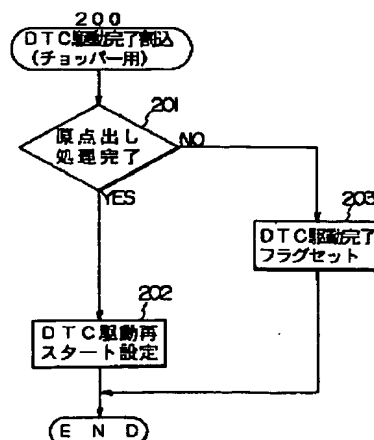 200
DTC駆動完了割込
(チョッパー用)
201
原点出し
処理完了
NO
YES
203
DTC駆動完了
フラグセット
202
DTC駆動再
スタート設定
END